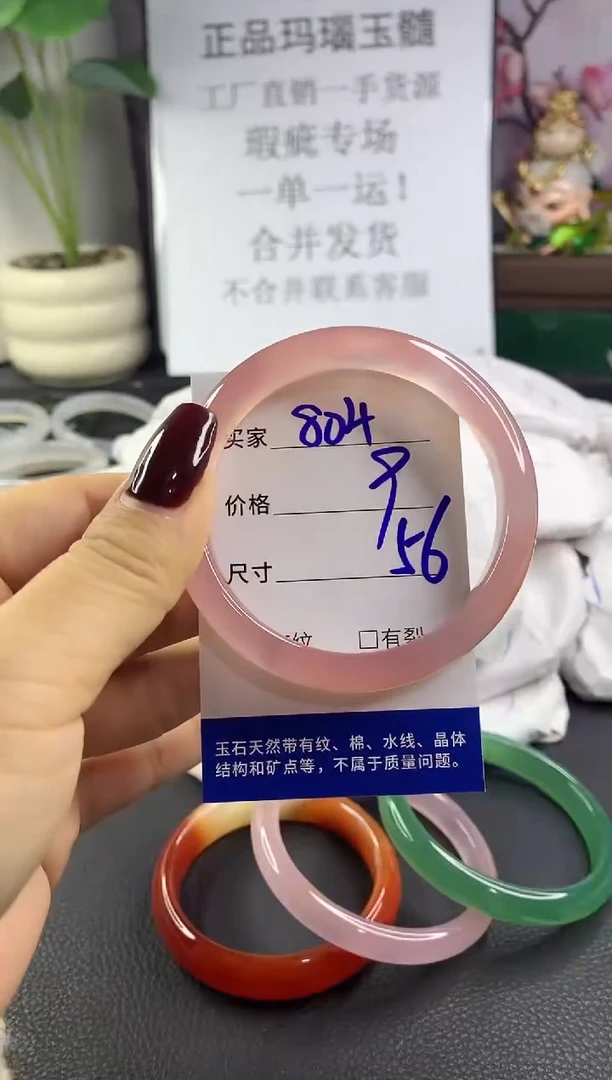 正品玛瑙玉髓
工厂直销一手货源
瑕疵专场
一单一运！
合并发货
不合并联系客服
买家 804
价格 9
尺寸 56
纹 □有裂
玉石天然带有纹、棉、水线、晶体
结构和矿点等，不属于质量问题。